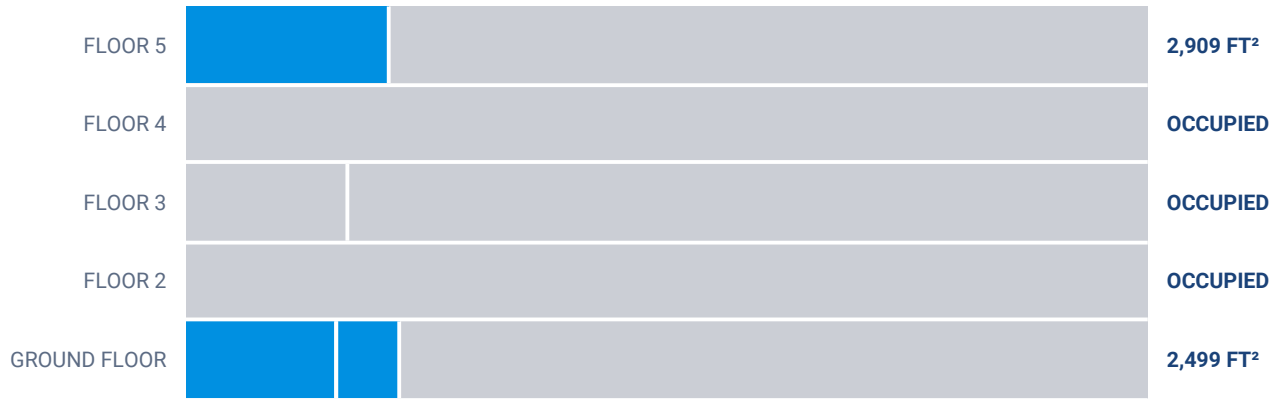 FLOOR 5 2,909 FT²
FLOOR 4 OCCUPIED
FLOOR 3 OCCUPIED
FLOOR 2 OCCUPIED
GROUND FLOOR 2,499 FT²